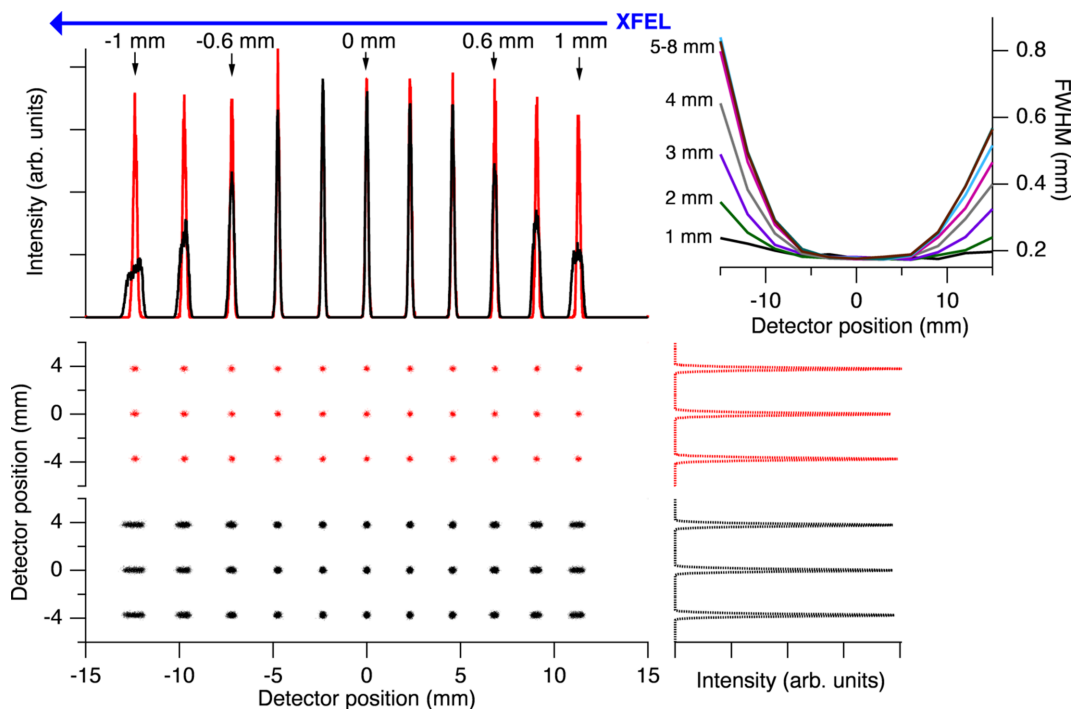 XFEL
-1 mm
-0.6 mm
0 mm
0.6 mm
1 mm
Intensity (arb. units)
5-8 mm
4 mm
3 mm
2 mm
1 mm
0.8
0.6
0.4
0.2
FWHM (mm)
-10
0
10
Detector position (mm)
4
0
-4
4
0
-4
Detector position (mm)
-15
-10
-5
0
5
10
15
Detector position (mm)
Intensity (arb. units)